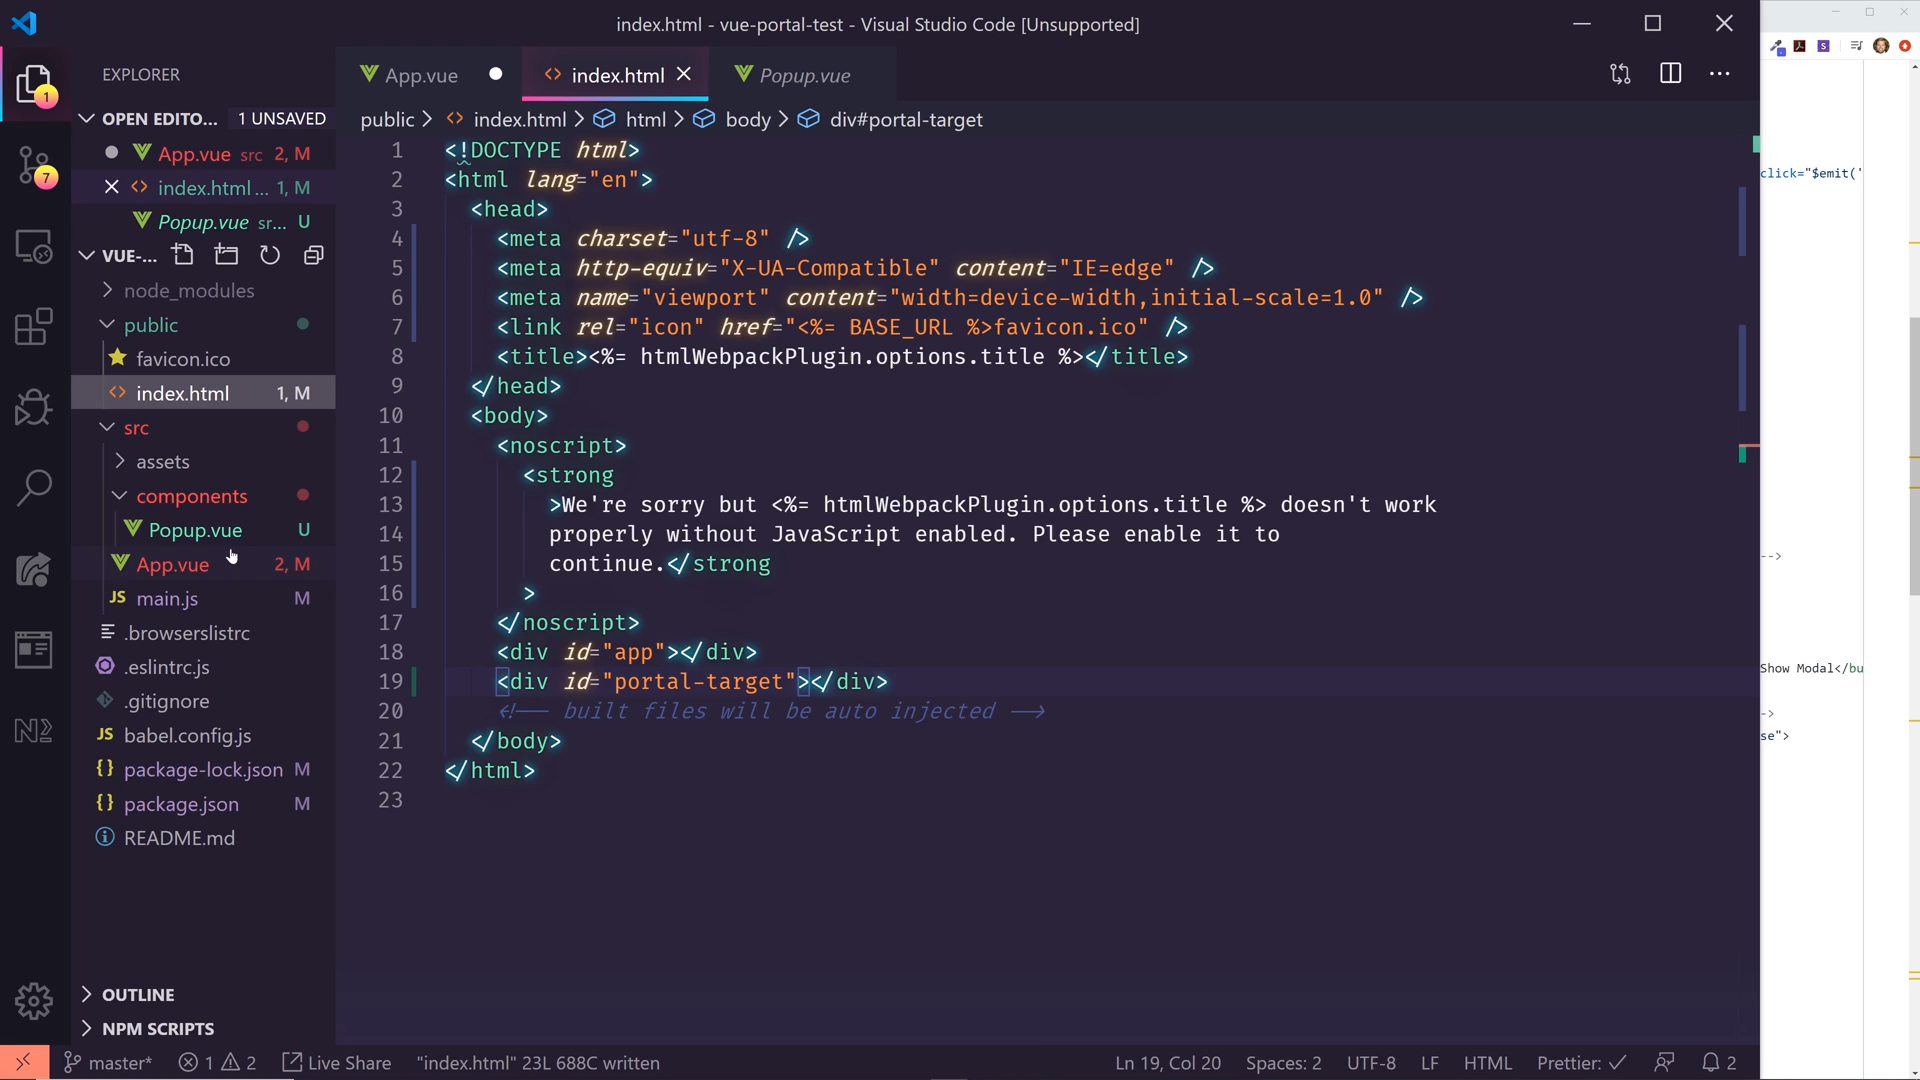 index.html - vue-portal-test - Visual Studio Code [Unsupported]
EXPLORER
App.vue
index.html
Popup.vue
OPEN EDITO... 1 UNSAVED
public > index.html > html > body > div#portal-target
App.vue src 2, M
index.html ... 1, M
Popup.vue sr... U
VUE-...
node_modules
public
favicon.ico
index.html 1, M
src
assets
components
Popup.vue U
App.vue 2, M
JS main.js M
.browserslistrc
.eslintrc.js
.gitignore
JS babel.config.js
{} package-lock.json M
{} package.json M
README.md
OUTLINE
NPM SCRIPTS
1
7
N2
1 <!DOCTYPE html>
2 <html lang="en">
3 <head>
4 <meta charset="utf-8" />
5 <meta http-equiv="X-UA-Compatible" content="IE=edge" />
6 <meta name="viewport" content="width=device-width,initial-scale=1.0" />
7 <link rel="icon" href="<%= BASE_URL %>favicon.ico" />
8 <title><%= htmlWebpackPlugin.options.title %></title>
9 </head>
10 <body>
11 <noscript>
12 <strong
13 >We're sorry but <%= htmlWebpackPlugin.options.title %> doesn't work
14 properly without JavaScript enabled. Please enable it to
15 continue.</strong
16 >
17 </noscript>
18 <div id="app"></div>
19 <div id="portal-target"></div>
20 <!-- built files will be auto injected -->
21 </body>
22 </html>
23
click="$emit('
-->
Show Modal</bu
->
se">
master* 1 2 Live Share "index.html" 23L 688C written Ln 19, Col 20 Spaces: 2 UTF-8 LF HTML Prettier: ✓ 2